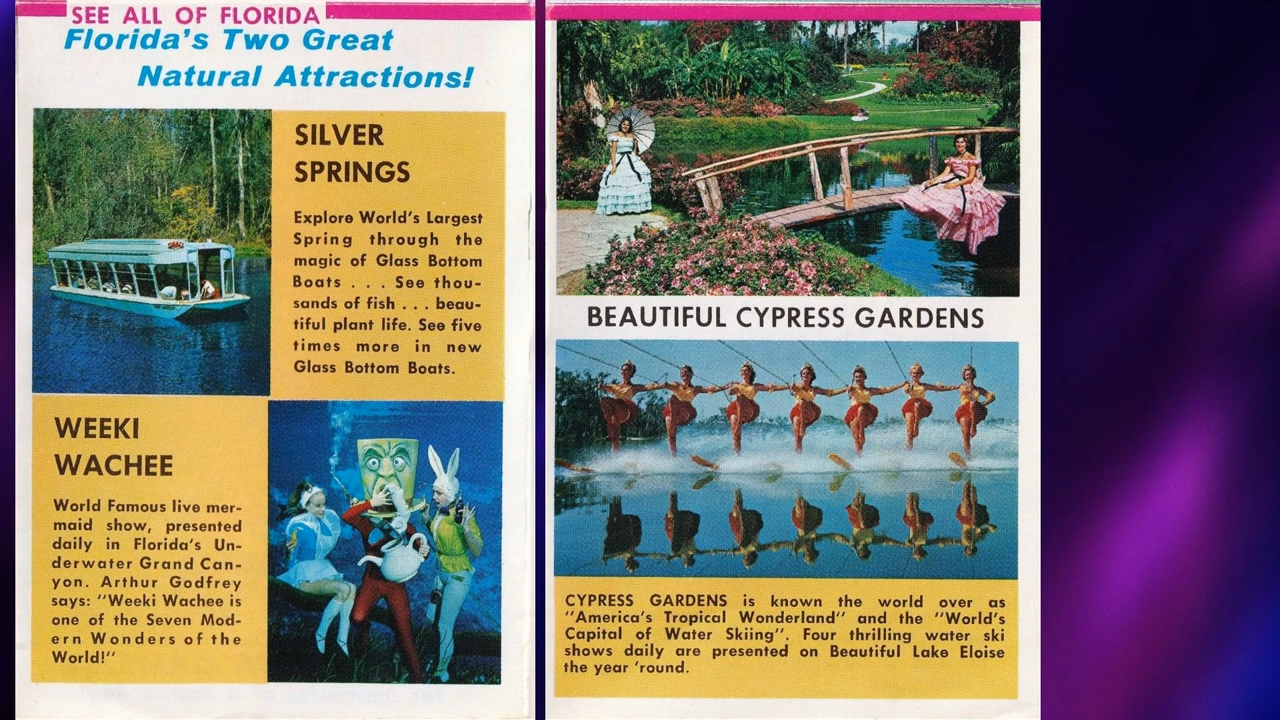 SEE ALL OF FLORIDA
Florida's Two Great
Natural Attractions!
SILVER
SPRINGS
Explore World's Largest
Spring through the
magic of Glass Bottom
Boats . . . See thou-
sands of fish . . . beau-
tiful plant life. See five
times more in new
Glass Bottom Boats.
WEEKI
WACHEE
World Famous live mer-
maid show, presented
daily in Florida's Un-
derwater Grand Can-
yon. Arthur Godfrey
says: "Weeki Wachee is
one of the Seven Mod-
ern Wonders of the
World!"
BEAUTIFUL CYPRESS GARDENS
CYPRESS GARDENS is known the world over as
"America's Tropical Wonderland" and the "World's
Capital of Water Skiing". Four thrilling water ski
shows daily are presented on Beautiful Lake Eloise
the year 'round.